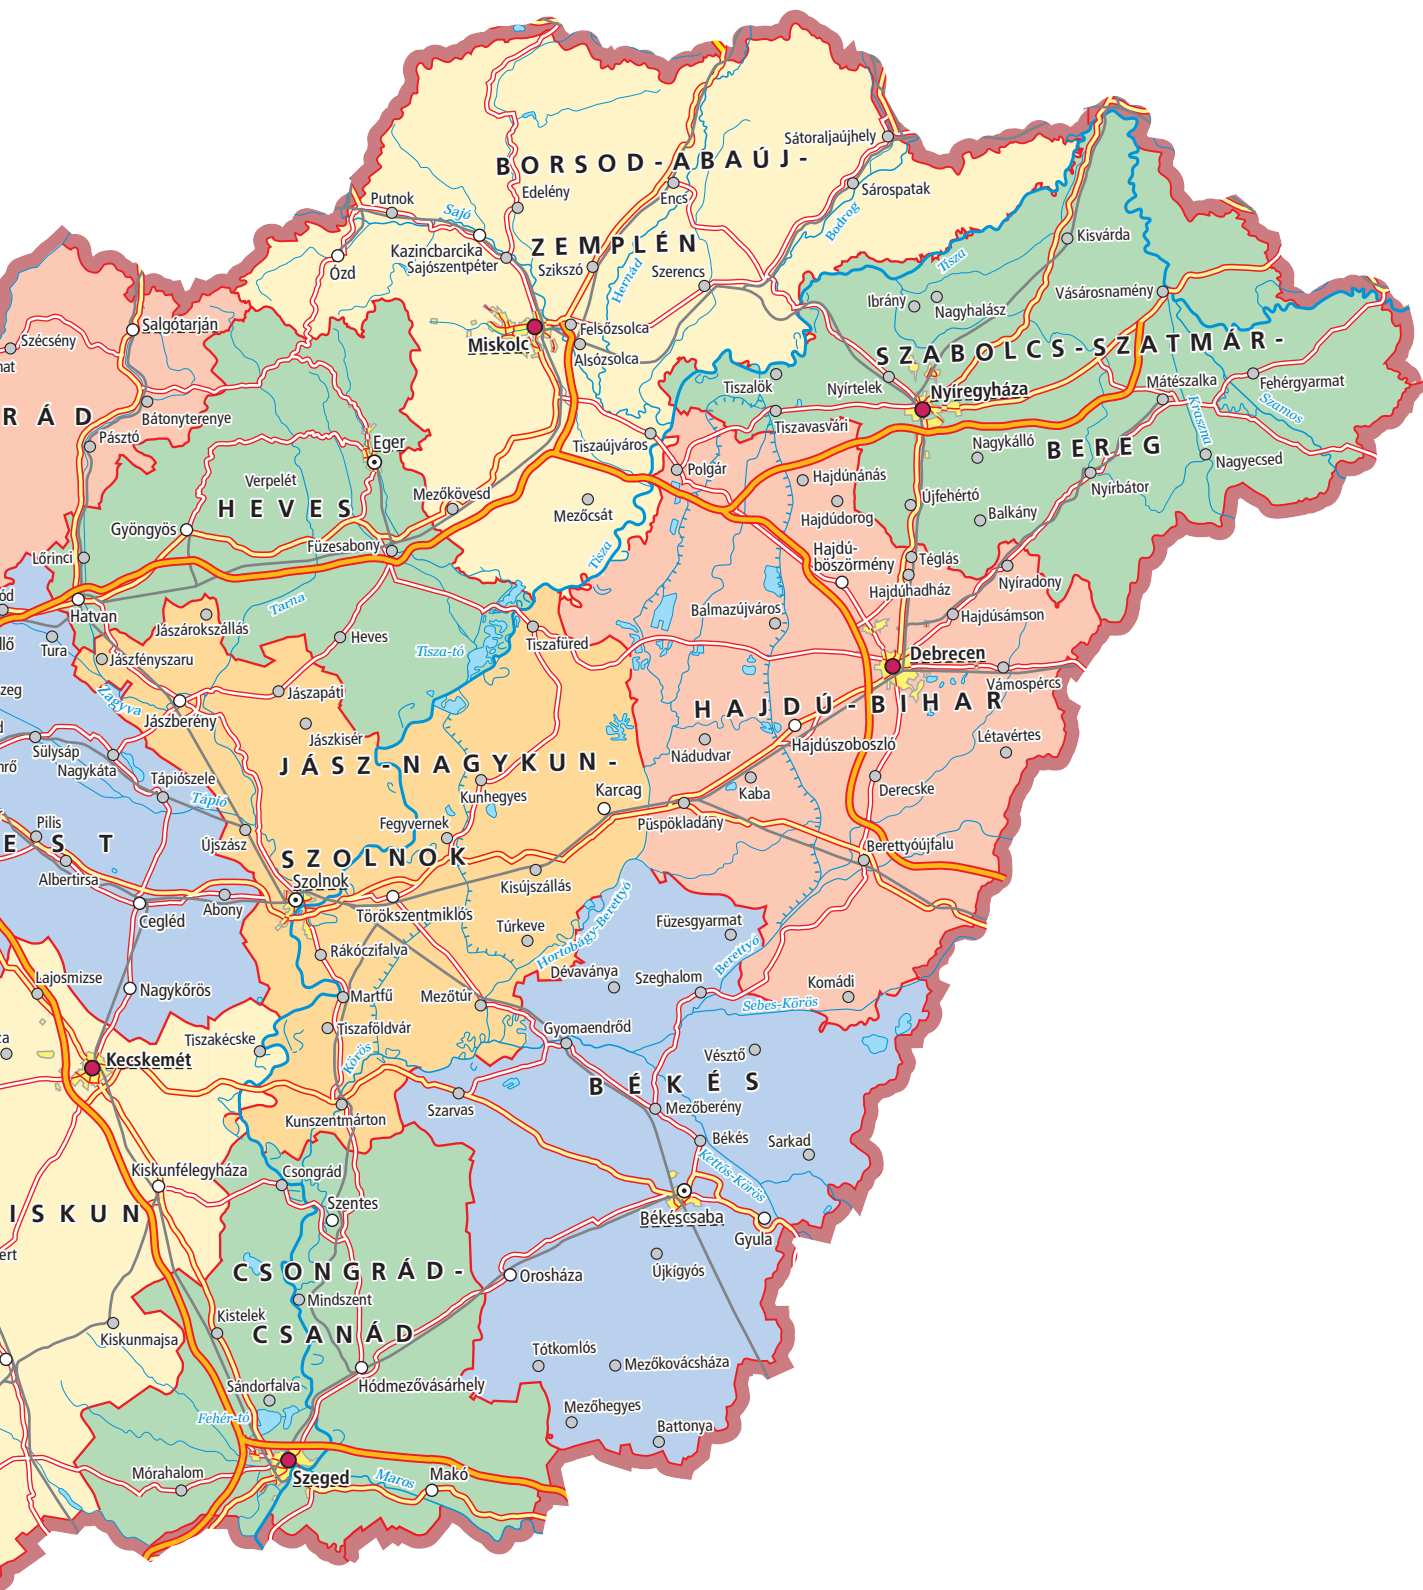 Sátoraljaújhely
BORSOD-ABAÚJ-
Sárospatak
Edelény
Encs
Putnok
Sajó
Bodrog
Kazincbarcika
ZEMPLÉN
Kisvárda
Sajószentpéter
Szikszó
Szerencs
Tisza
Ózd
Hernád
Ibrány
Nagyhalász
Vásárosnamény
Salgótarján
Felsőzsolca
Miskolc
Alsózsolca
Szécsény
SZABOLCS-SZATMÁR-
Tiszalök
Nyírtelek
Nyíregyháza
Mátészalka
Fehérgyarmat
Szamos
Kraszna
RÁD
Bátonyterenye
Tiszavasvári
Pásztó
Eger
Tiszaújváros
Nagykálló
BEREG
Nagyecsed
Polgár
Hajdúnánás
Verpelét
Mezőkövesd
Nyírbátor
HEVES
Mezőcsát
Hajdúdorog
Újfehértó
Balkány
Gyöngyös
Füzesabony
Tisza
Hajdú-
böszörmény
Téglás
Lőrinci
Nyíradony
Hajdúhadház
Tarna
Hatvan
Balmazújváros
Hajdúsámson
Jászárokszállás
Heves
Tiszafüred
Tura
Tisza-tó
Debrecen
Jászfényszaru
Vámospércs
Jászapáti
Zagyva
HAJDÚ-BIHAR
Jászberény
Jászkisér
Létavértes
Sülysáp
Nádudvar
Hajdúszoboszló
Nagykáta
JÁSZ-NAGYKUN-
Tápiószele
Kunhegyes
Karcag
Kaba
Derecske
Tápió
Pilis
Fegyvernek
Püspökladány
EST
Újszász
Berettyóújfalu
SZOLNOK
Albertirsa
Szolnok
Kisújszállás
Abony
Törökszentmiklós
Cegléd
Túrkeve
Hortobágy-Berettyó
Füzesgyarmat
Rákóczifalva
Berettyó
Lajosmizse
Dévaványa
Szeghalom
Komádi
Nagykőrös
Martfű
Mezőtúr
Sebes-Körös
Tiszakécske
Tiszaföldvár
Gyomaendrőd
Kecskemét
Körös
Vésztő
BÉKÉS
Szarvas
Mezőberény
Kunszentmárton
Békés
Sarkad
Kiskunfélegyháza
Csongrád
Kettős-Körös
Szentes
ISKUN
Békéscsaba
Gyula
CSONGRÁD-
Orosháza
Újkígyós
Mindszent
Kistelek
CSANÁD
Kiskunmajsa
Tótkomlós
Mezőkovácsháza
Sándorfalva
Hódmezővásárhely
Mezőhegyes
Fehér-tó
Battonya
Mórahalom
Szeged
Maros
Makó